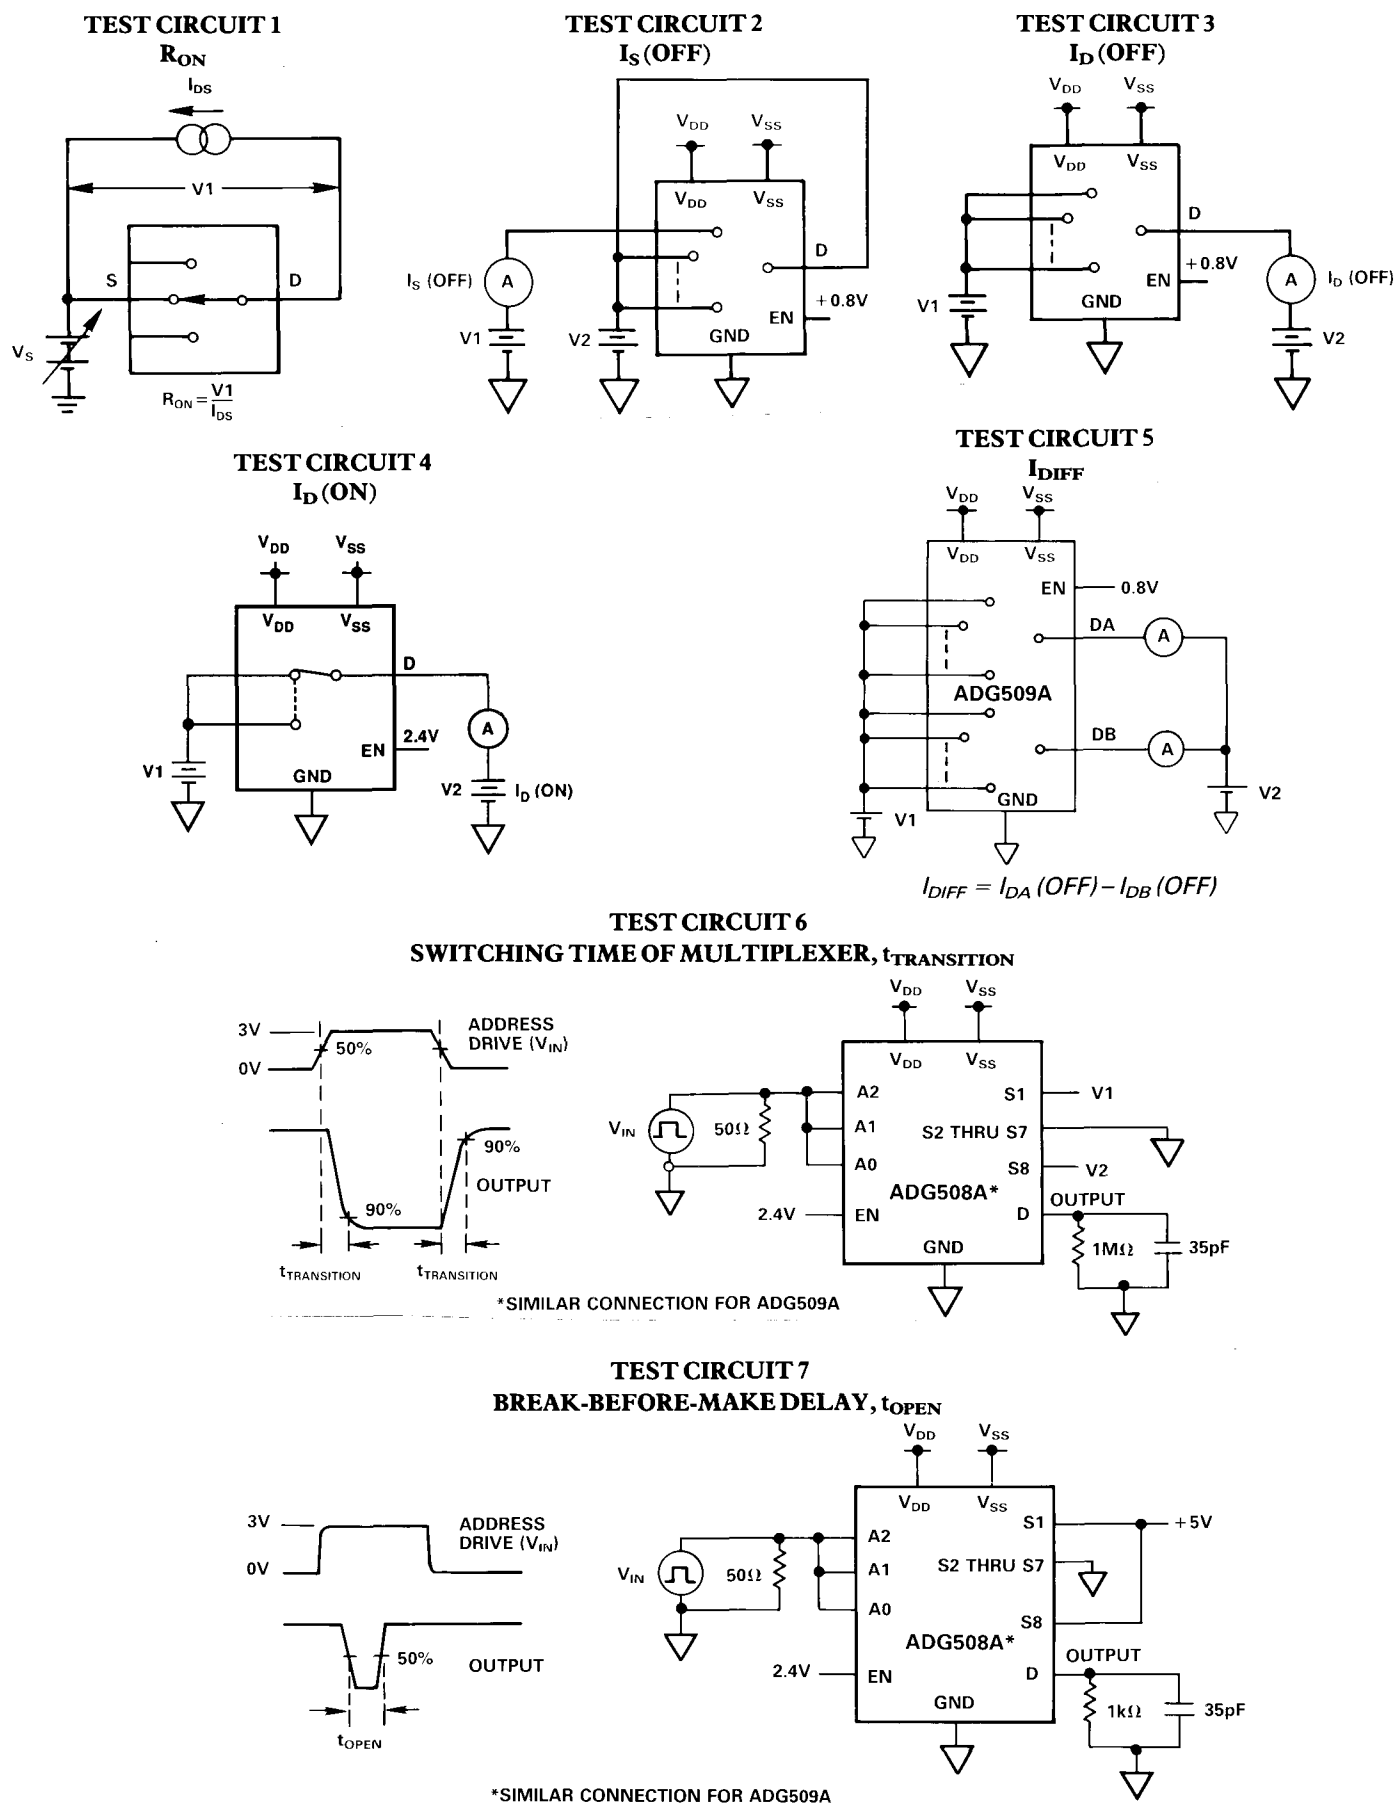 TEST CIRCUIT 1
RON
IDS
V1
S
D
VS
RON = V1/IDS
TEST CIRCUIT 2
IS (OFF)
VDD
VSS
VDD
VSS
D
IS (OFF)
A
+0.8V
EN
V1
V2
GND
TEST CIRCUIT 3
ID (OFF)
VDD
VSS
VDD
VSS
D
+0.8V
EN
A
ID (OFF)
V1
GND
V2
TEST CIRCUIT 4
ID (ON)
VDD
VSS
VDD
VSS
D
A
2.4V
EN
V1
GND
V2
ID (ON)
TEST CIRCUIT 5
IDIFF
VDD
VSS
VDD
VSS
EN
0.8V
DA
A
ADG509A
DB
A
GND
V1
V2
IDIFF = IDA (OFF) – IDB (OFF)
TEST CIRCUIT 6
SWITCHING TIME OF MULTIPLEXER, tTRANSITION
3V
0V
50%
ADDRESS
DRIVE (VIN)
90%
90%
OUTPUT
tTRANSITION
tTRANSITION
VDD
VSS
VDD
VSS
A2
S1
V1
VIN
50Ω
A1
S2 THRU S7
A0
S8
V2
ADG508A*
OUTPUT
2.4V
EN
D
GND
1MΩ
35pF
*SIMILAR CONNECTION FOR ADG509A
TEST CIRCUIT 7
BREAK-BEFORE-MAKE DELAY, tOPEN
3V
0V
ADDRESS
DRIVE (VIN)
50%
OUTPUT
tOPEN
VDD
VSS
VDD
VSS
A2
S1
+5V
VIN
50Ω
A1
S2 THRU S7
A0
S8
ADG508A*
OUTPUT
2.4V
EN
D
GND
1kΩ
35pF
*SIMILAR CONNECTION FOR ADG509A